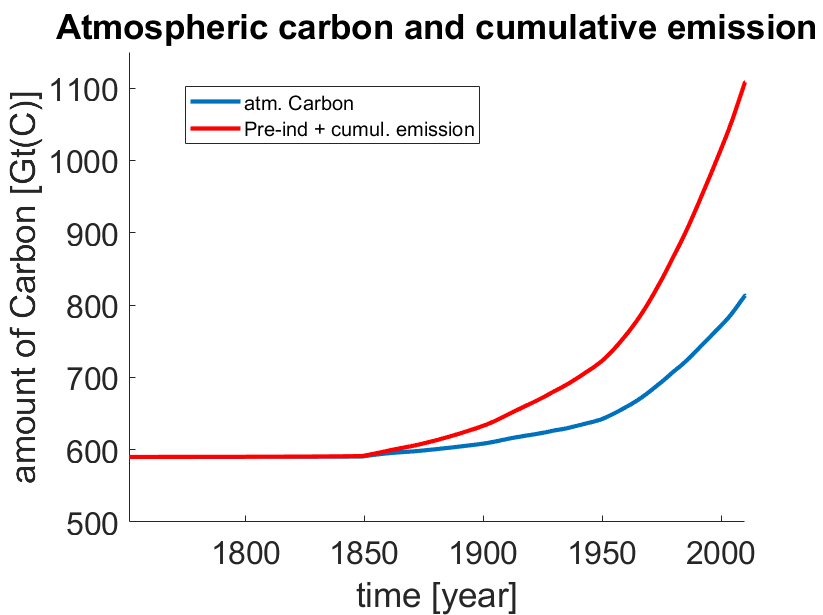 Atmospheric carbon and cumulative emission
amount of Carbon [Gt(C)]
1100
1000
900
800
700
600
500
atm. Carbon
Pre-ind + cumul. emission
1800 1850 1900 1950 2000
time [year]